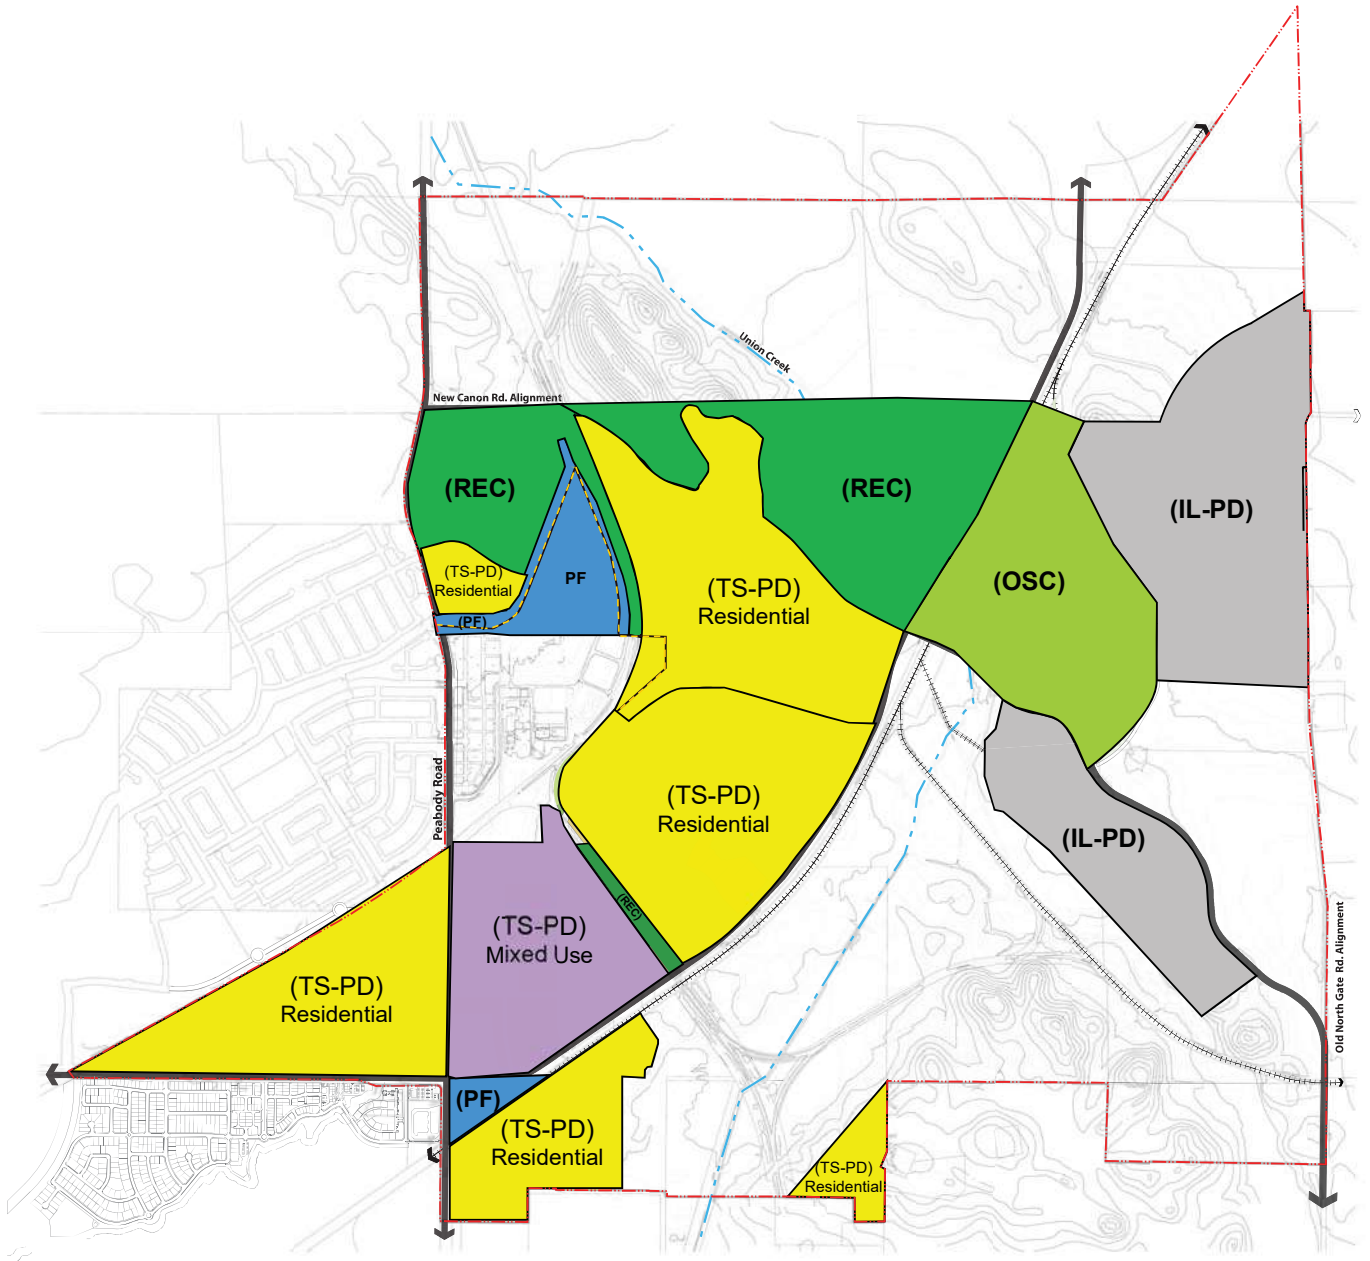 Union Creek
New Canon Rd. Alignment
(REC)
(REC)
(IL-PD)
(TS-PD)
Residential
PF
(TS-PD)
Residential
(OSC)
(PF)
Peabody Road
(TS-PD)
Residential
(IL-PD)
(REC)
(TS-PD)
Mixed Use
Old North Gate Rd. Alignment
(TS-PD)
Residential
(PF)
(TS-PD)
Residential
(TS-PD)
Residential